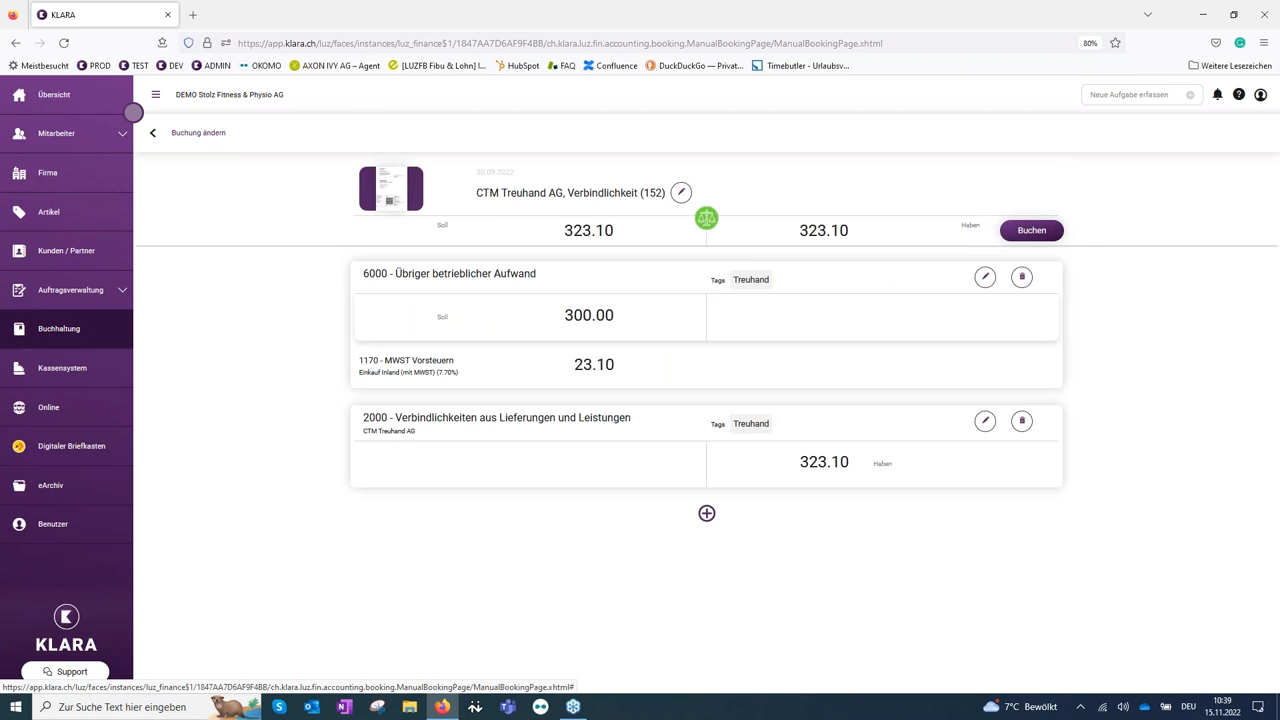 KLARA
https://app.klara.ch/luz/faces/instances/luz_finance$1/1847AA7D6AF9F4BB/ch.klara.luz.fin.accounting.booking.ManualBookingPage/ManualBookingPage.xhtml
80%
Meistbesucht PROD TEST DEV ADMIN OKOMO AXON IVY AG – Agent [LUZFB Fibu & Lohn] I... HubSpot FAQ Confluence DuckDuckGo — Privat... Timebutler - Urlaubsv... Weitere Lesezeichen
Übersicht
DEMO Stolz Fitness & Physio AG
Neue Aufgabe erfassen
Mitarbeiter
Buchung ändern
Firma
30.09.2022
CTM Treuhand AG, Verbindlichkeit (152)
Artikel
Soll 323.10 323.10 Haben Buchen
Kunden / Partner
6000 - Übriger betrieblicher Aufwand Tags Treuhand
Auftragsverwaltung
Soll 300.00
Buchhaltung
1170 - MWST Vorsteuern 23.10
Einkauf Inland (mit MWST) (7.70%)
Kassensystem
Online
2000 - Verbindlichkeiten aus Lieferungen und Leistungen Tags Treuhand
CTM Treuhand AG
Digitaler Briefkasten
323.10 Haben
eArchiv
Benutzer
KLARA
Support
https://app.klara.ch/luz/faces/instances/luz_finance$1/1847AA7D6AF9F4BB/ch.klara.luz.fin.accounting.booking.ManualBookingPage/ManualBookingPage.xhtml#
Zur Suche Text hier eingeben
7°C Bewölkt
DEU
10:39
15.11.2022